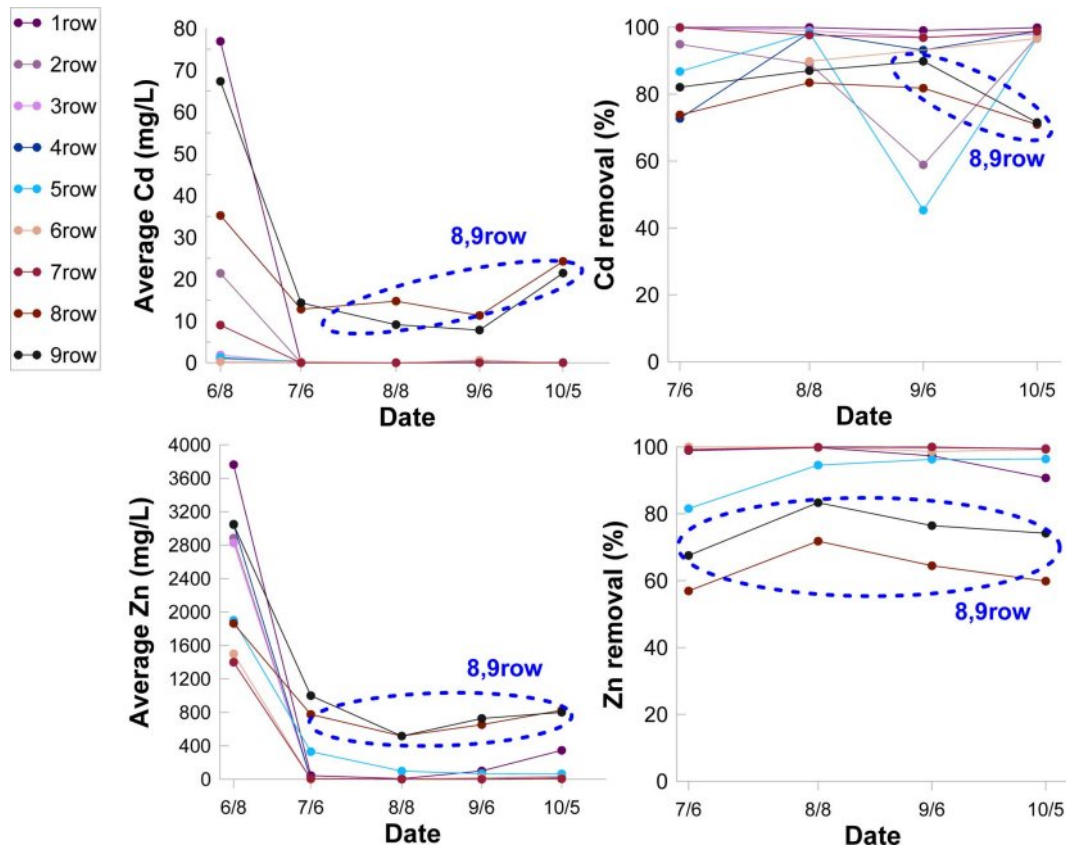 1row
2row
3row
4row
5row
6row
7row
8row
9row
Average Cd (mg/L)
80
70
60
50
40
30
20
10
0
8,9row
6/8 7/6 8/8 9/6 10/5
Date
Cd removal (%)
100
80
60
40
20
0
8,9row
7/6 8/8 9/6 10/5
Date
Average Zn (mg/L)
4000
3600
3200
2800
2400
2000
1600
1200
800
400
0
8,9row
6/8 7/6 8/8 9/6 10/5
Date
Zn removal (%)
100
80
60
40
20
0
8,9row
7/6 8/8 9/6 10/5
Date